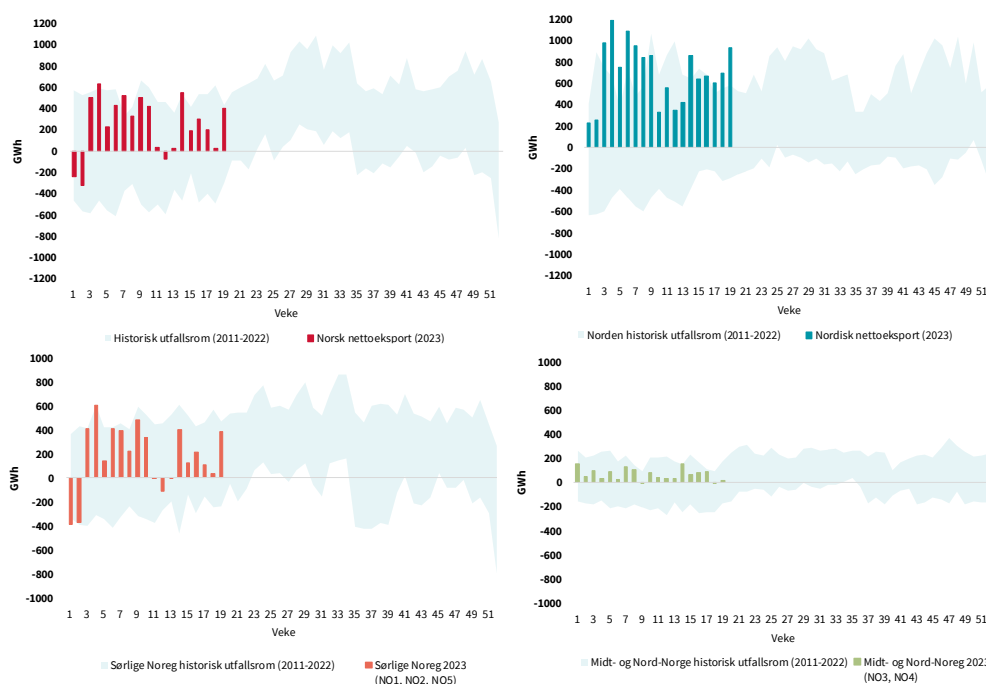 1200
1000
800
600
400
200
0
-200
-400
-600
-800
-1000
-1200
GWh
1 3 5 7 9 11 13 15 17 19 21 23 25 27 29 31 33 35 37 39 41 43 45 47 49 51
Veke
Historisk utfallsrom (2011-2022) Norsk nettoeksport (2023)
1200
1000
800
600
400
200
0
-200
-400
-600
-800
-1000
-1200
GWh
1 3 5 7 9 11 13 15 17 19 21 23 25 27 29 31 33 35 37 39 41 43 45 47 49 51
Veke
Norden historisk utfallsrom (2011-2022) Nordisk nettoeksport (2023)
1000
800
600
400
200
0
-200
-400
-600
-800
-1000
GWh
1 3 5 7 9 11 13 15 17 19 21 23 25 27 29 31 33 35 37 39 41 43 45 47 49 51
Veke
Sørlige Noreg historisk utfallsrom (2011-2022) Sørlige Noreg 2023
(NO1, NO2, NO5)
1000
800
600
400
200
0
-200
-400
-600
-800
-1000
GWh
1 3 5 7 9 11 13 15 17 19 21 23 25 27 29 31 33 35 37 39 41 43 45 47 49 51
Veke
Midt- og Nord-Norge historisk utfallsrom (2011-2022) Midt- og Nord-Noreg 2023
(NO3, NO4)